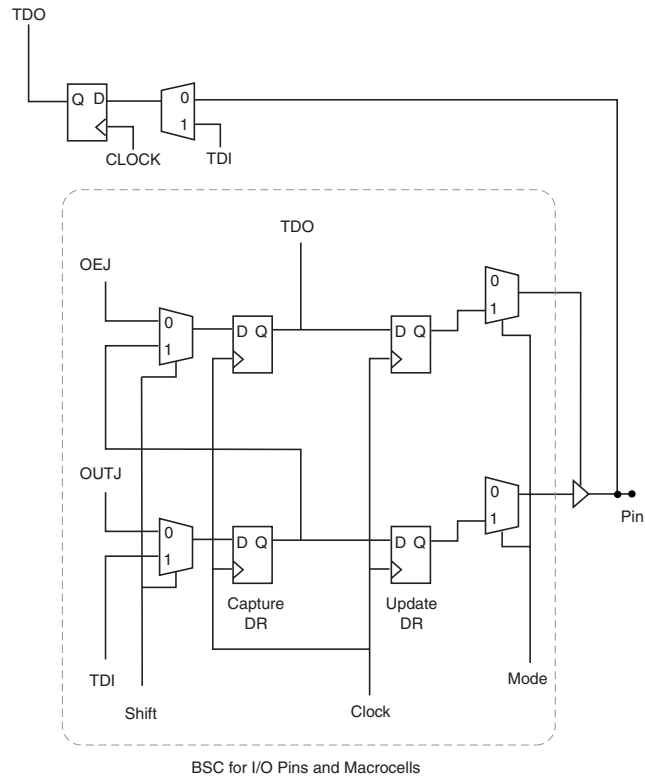 TDO
Q D
0
1
CLOCK
TDI
TDO
OEJ
0
1
D Q
D Q
0
1
OUTJ
0
1
D Q
D Q
0
1
Pin
Capture
DR
Update
DR
TDI
Shift
Clock
Mode
BSC for I/O Pins and Macrocells